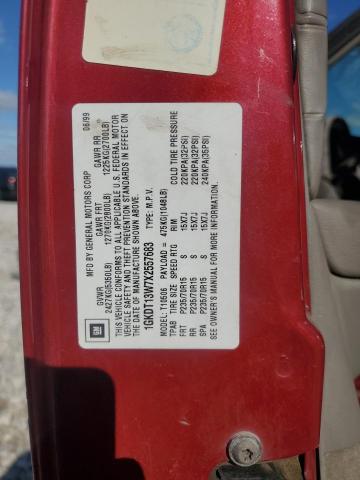 MFD BY GENERAL MOTORS CORP 06/99
GVWR GAWR FRT GAWR RR
2427KG(5350LB) 1270KG(2800LB) 1225KG(2700LB)
THIS VEHICLE CONFORMS TO ALL APPLICABLE U.S. FEDERAL MOTOR
VEHICLE SAFETY AND THEFT PREVENTION STANDARDS IN EFFECT ON
THE DATE OF MANUFACTURE SHOWN ABOVE.
1GKDT13W7X2557683 TYPE: M.P.V.
MODEL: T10506 PAYLOAD = 475KG(1048LB)
TPAB TIRE SIZE SPEED RTG RIM COLD TIRE PRESSURE
FRT P235/70R15 S 15X7J 220KPA(32PSI)
RR P235/70R15 S 15X7J 220KPA(32PSI)
SPA P235/70R15 S 15X7J 240KPA(35PSI)
SEE OWNER'S MANUAL FOR MORE INFORMATION.
GM